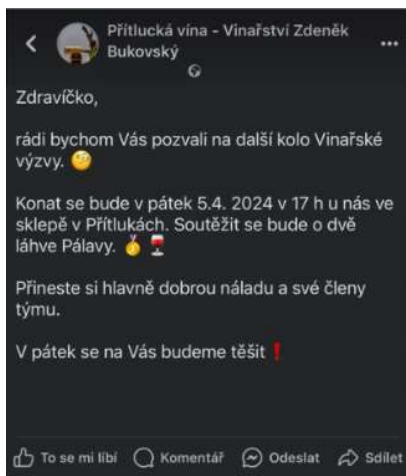 Přítlucká vína - Vinařství Zdeněk
Bukovský
Zdravíčko,
rádi bychom Vás pozvali na další kolo Vinařské
výzvy. 🧐
Konat se bude v pátek 5.4. 2024 v 17 h u nás ve
sklepě v Přítlukách. Soutěžit se bude o dvě
láhve Pálavy. 🥇🍷
Přineste si hlavně dobrou náladu a své členy
týmu.
V pátek se na Vás budeme těšit❗
To se mi líbí Komentář Odeslat Sdílet